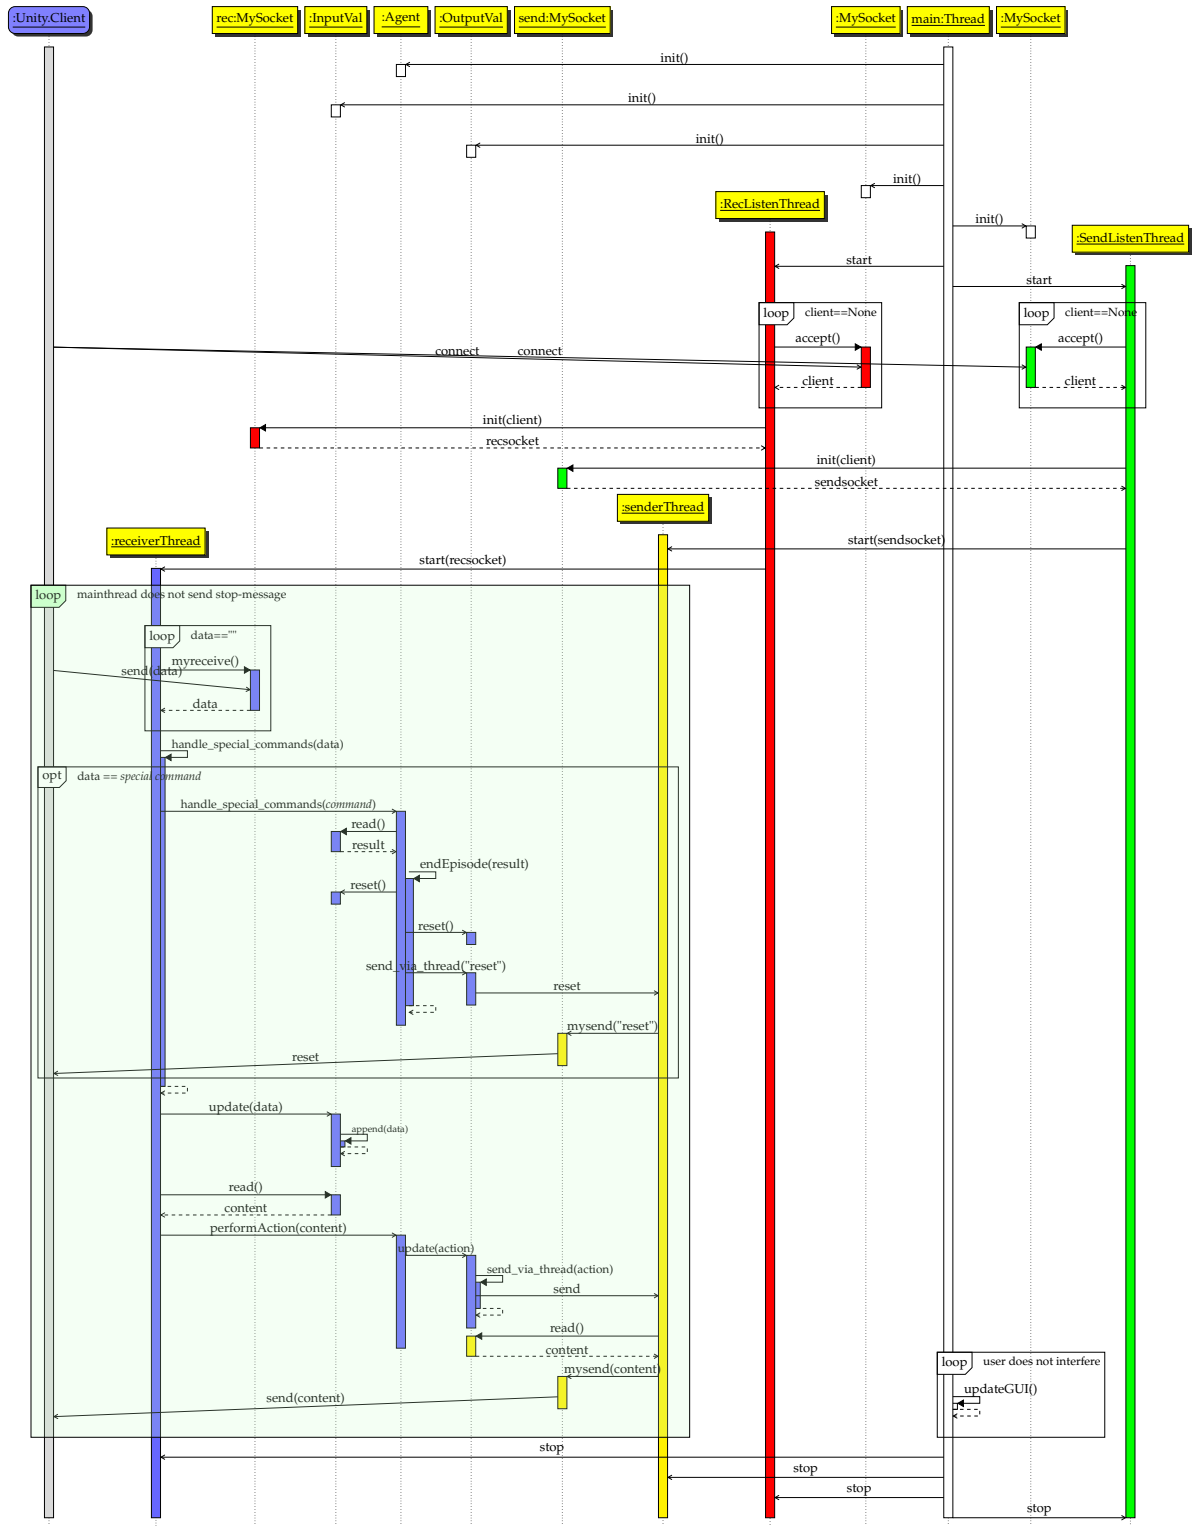 :Unity.Client
rec:MySocket
:InputVal
:Agent
:OutputVal
send:MySocket
:MySocket
main:Thread
:MySocket
init()
init()
init()
init()
:RecListenThread
init()
:SendListenThread
start
start
loop client==None
loop client==None
accept()
accept()
connect connect
client
client
init(client)
recsocket
init(client)
sendsocket
:senderThread
:receiverThread
start(sendsocket)
start(recsocket)
loop mainthread does not send stop-message
loop data==""
myreceive()
send(data)
data
handle_special_commands(data)
opt data == special command
handle_special_commands(command)
read()
result
endEpisode(result)
reset()
reset()
send_via_thread("reset")
reset
mysend("reset")
reset
update(data)
append(data)
read()
content
performAction(content)
update(action)
send_via_thread(action)
send
read()
content
loop user does not interfere
mysend(content)
updateGUI()
send(content)
stop
stop
stop
stop